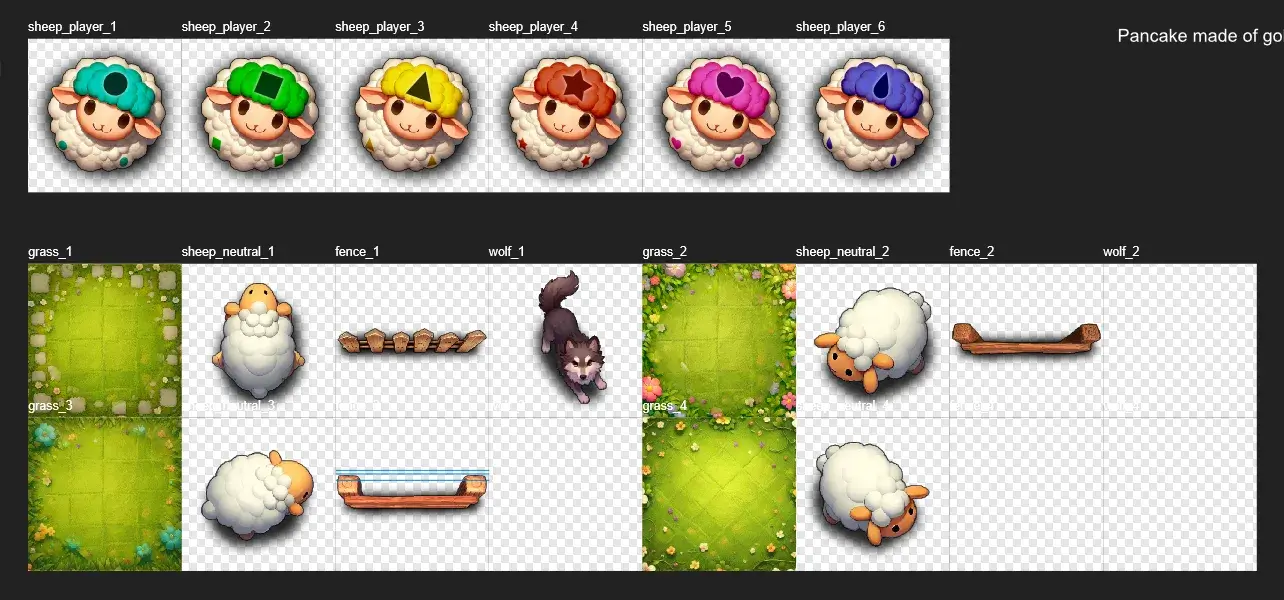 sheep_player_1 sheep_player_2 sheep_player_3 sheep_player_4 sheep_player_5 sheep_player_6
Pancake made of go
grass_1 sheep_neutral_1 fence_1 wolf_1 grass_2 sheep_neutral_2 fence_2 wolf_2
grass_3 sheep_neutral_3 grass_4